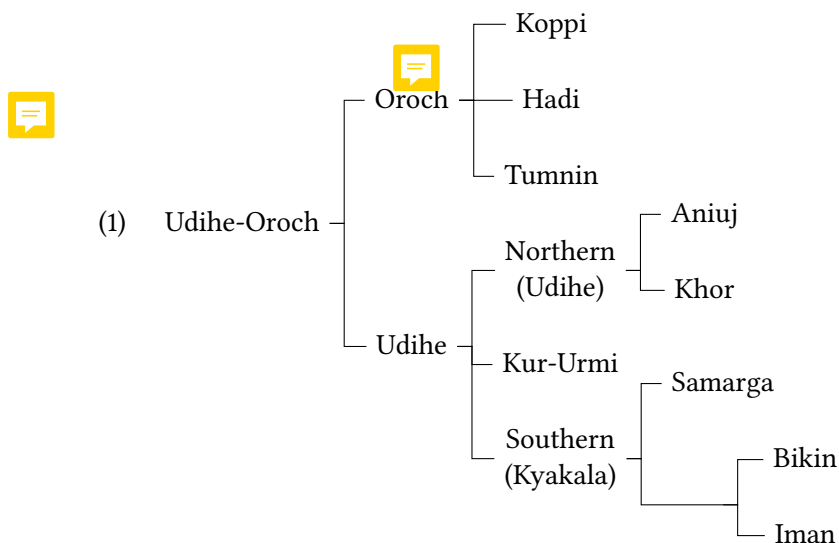 Koppi
Oroch
Hadi
Tumnin
(1) Udihe-Oroch
Aniuj
Northern
(Udihe)
Khor
Udihe
Kur-Urmi
Samarga
Southern
(Kyakala)
Bikin
Iman